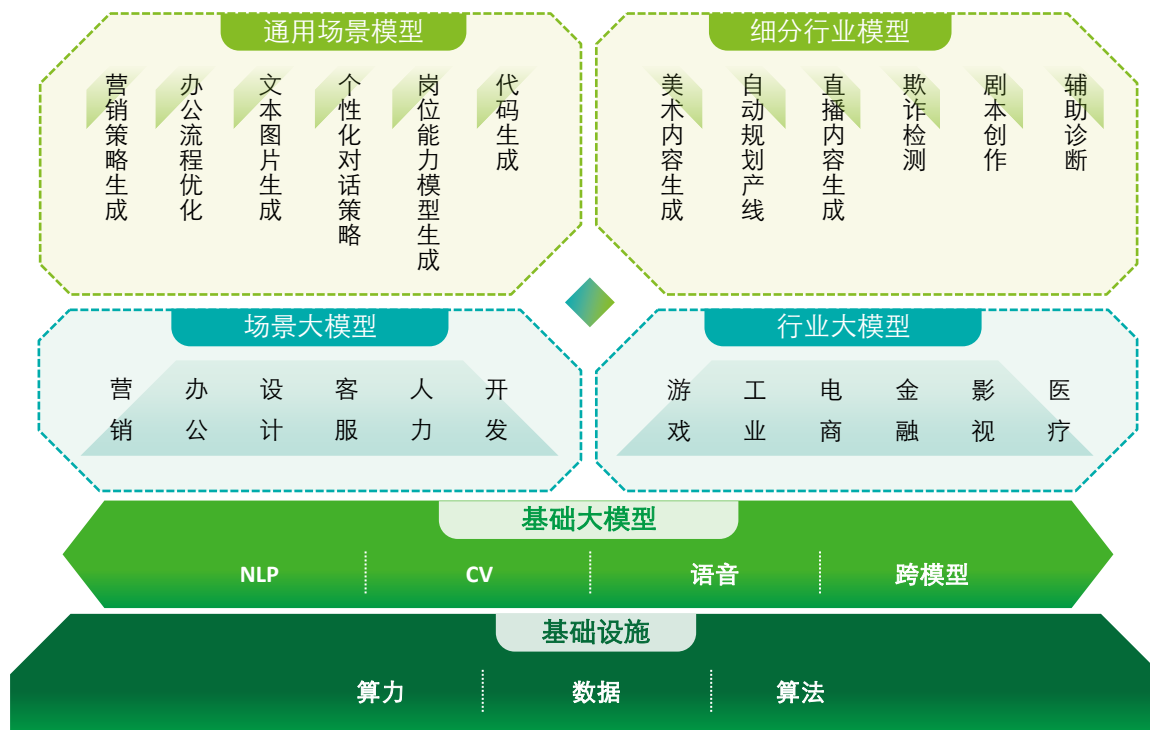 通用场景模型
营销策略生成
办公流程优化
文本图片生成
个性化对话策略
岗位能力模型生成
代码生成
细分行业模型
美术内容生成
自动规划产线
直播内容生成
欺诈检测
剧本创作
辅助诊断
场景大模型
营销
办公
设计
客服
人力
开发
行业大模型
游戏
工业
电商
金融
影视
医疗
基础大模型
NLP
CV
语音
跨模型
基础设施
算力
数据
算法